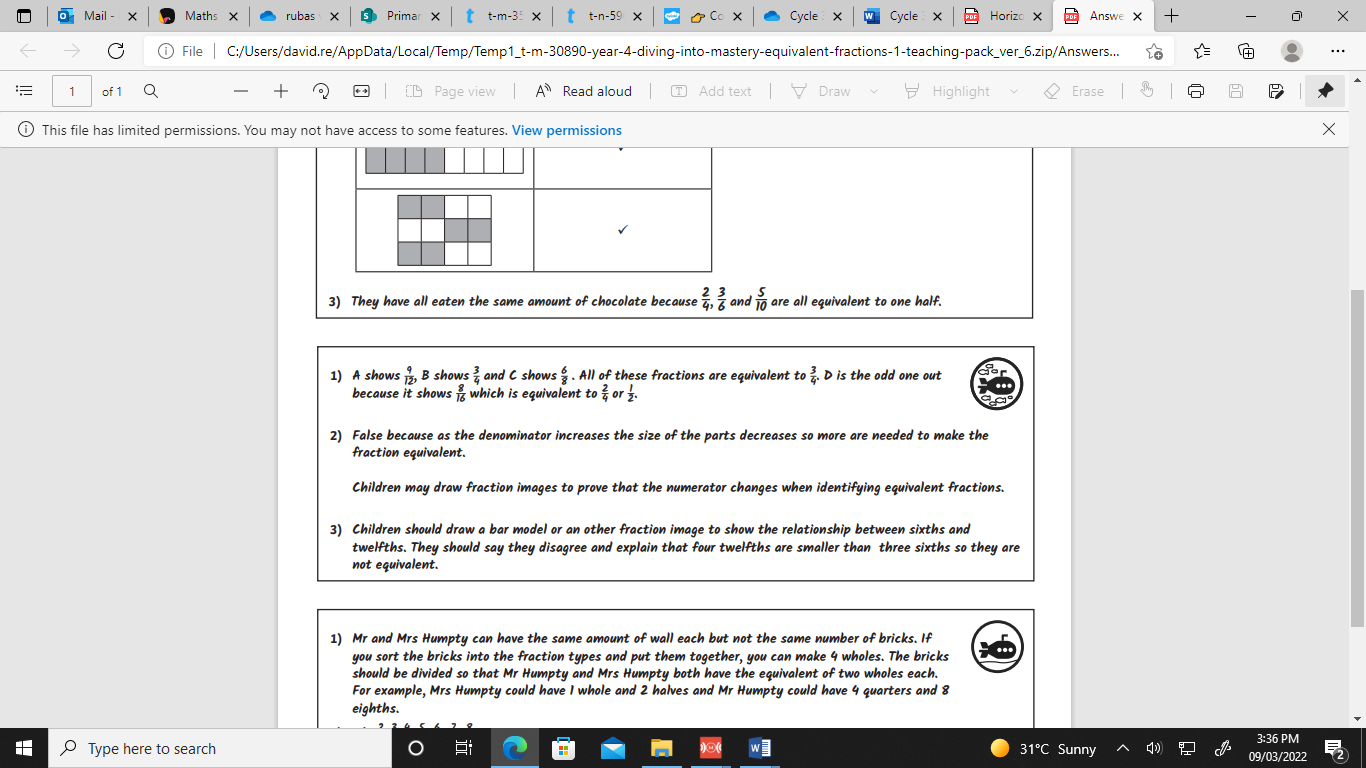 Mail -
Maths
rubas
Primar
t-m-35
t-n-59
Co
Cycle
Cycle
Horizo
Answe
File
C:/Users/david.re/AppData/Local/Temp/Temp1_t-m-30890-year-4-diving-into-mastery-equivalent-fractions-1-teaching-pack_ver_6.zip/Answers...
1 of 1
Page view
Read aloud
Add text
Draw
Highlight
Erase
This file has limited permissions. You may not have access to some features. View permissions
✓
3) They have all eaten the same amount of chocolate because 2/4, 3/6 and 5/10 are all equivalent to one half.
1) A shows 9/12, B shows 3/4 and C shows 6/8 . All of these fractions are equivalent to 3/4. D is the odd one out
because it shows 8/16 which is equivalent to 2/4 or 1/2.
2) False because as the denominator increases the size of the parts decreases so more are needed to make the
fraction equivalent.
Children may draw fraction images to prove that the numerator changes when identifying equivalent fractions.
3) Children should draw a bar model or an other fraction image to show the relationship between sixths and
twelfths. They should say they disagree and explain that four twelfths are smaller than three sixths so they are
not equivalent.
1) Mr and Mrs Humpty can have the same amount of wall each but not the same number of bricks. If
you sort the bricks into the fraction types and put them together, you can make 4 wholes. The bricks
should be divided so that Mr Humpty and Mrs Humpty both have the equivalent of two wholes each.
For example, Mrs Humpty could have 1 whole and 2 halves and Mr Humpty could have 4 quarters and 8
eighths.
Type here to search
31°C Sunny
3:36 PM
09/03/2022
2